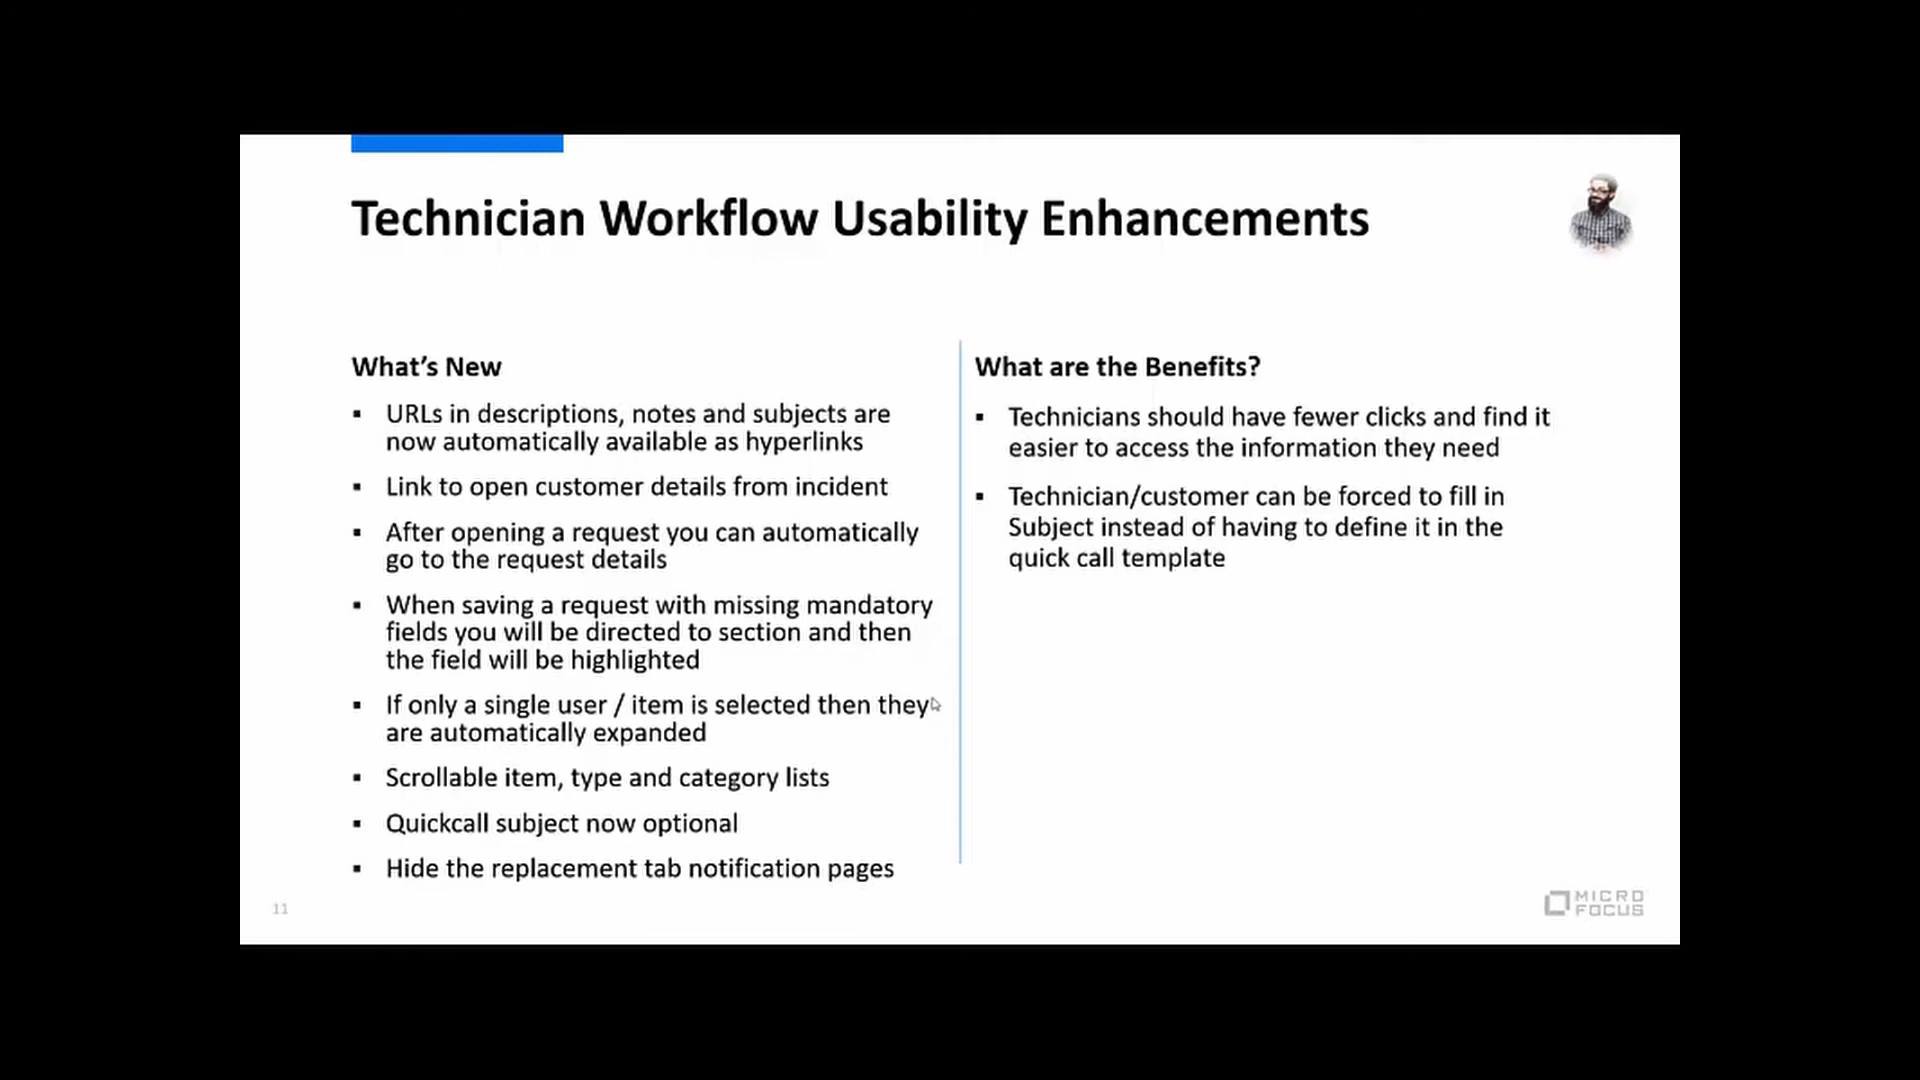 Technician Workflow Usability Enhancements
What's New
URLs in descriptions, notes and subjects are
now automatically available as hyperlinks
Link to open customer details from incident
After opening a request you can automatically
go to the request details
When saving a request with missing mandatory
fields you will be directed to section and then
the field will be highlighted
If only a single user / item is selected then they
are automatically expanded
Scrollable item, type and category lists
Quickcall subject now optional
Hide the replacement tab notification pages
What are the Benefits?
Technicians should have fewer clicks and find it
easier to access the information they need
Technician/customer can be forced to fill in
Subject instead of having to define it in the
quick call template
11
MICRO
FOCUS